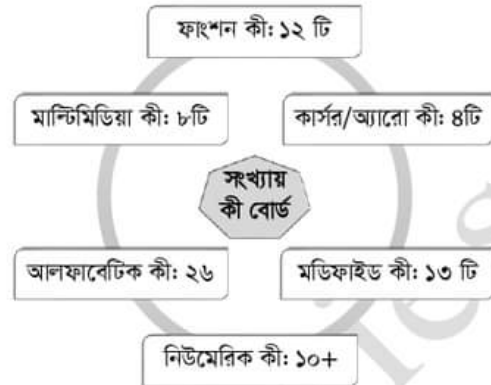 ফাংশন কী: ১২ টি
মাল্টিমিডিয়া কী: ৮টি
কার্সর/অ্যারো কী: ৪টি
সংখ্যায়
কী বোর্ড
আলফাবেটিক কী: ২৬
মডিফাইড কী: ১৩ টি
নিউমেরিক কী: ১০+